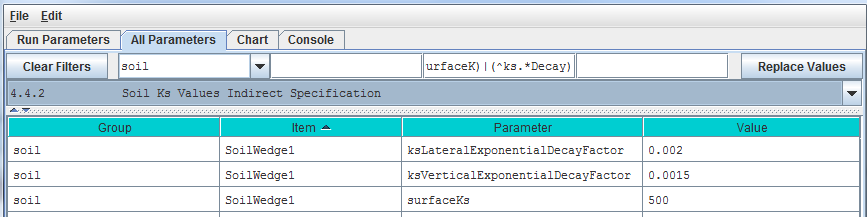 File Edit
Run Parameters All Parameters Chart Console
Clear Filters soil urfaceK)|(^ks.*Decay) Replace Values
4.4.2 Soil Ks Values Indirect Specification
Group Item Parameter Value
soil SoilWedge1 ksLateralExponentialDecayFactor 0.002
soil SoilWedge1 ksVerticalExponentialDecayFactor 0.0015
soil SoilWedge1 surfaceKs 500